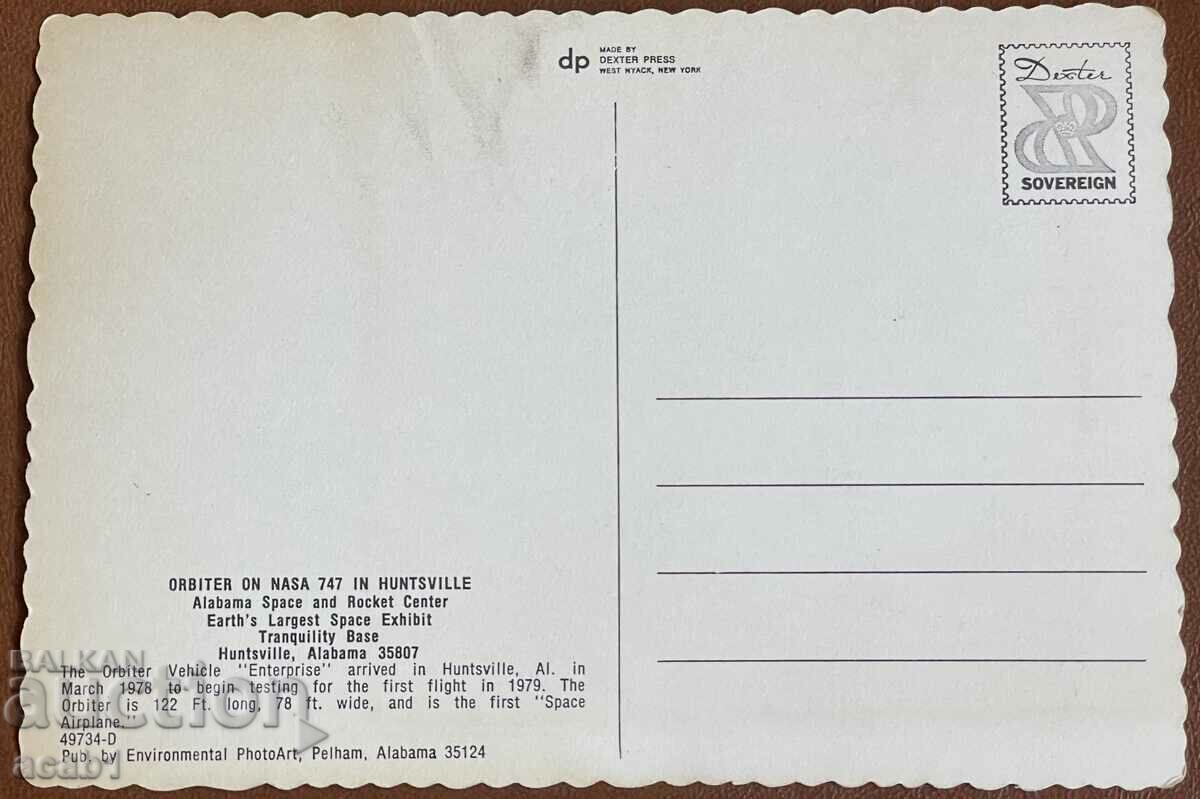 dp
MADE BY
DEXTER PRESS
WEST NYACK, NEW YORK
Dexter
SOVEREIGN
ORBITER ON NASA 747 IN HUNTSVILLE
Alabama Space and Rocket Center
Earth's Largest Space Exhibit
Tranquility Base
Huntsville, Alabama 35807
The Orbiter Vehicle "Enterprise" arrived in Huntsville, Al. in
March 1978 to begin testing for the first flight in 1979. The
Orbiter is 122 Ft. long, 78 ft. wide, and is the first "Space
Airplane."
49734-D
Pub. by Environmental PhotoArt, Pelham, Alabama 35124
BALKAN
auction
acab1